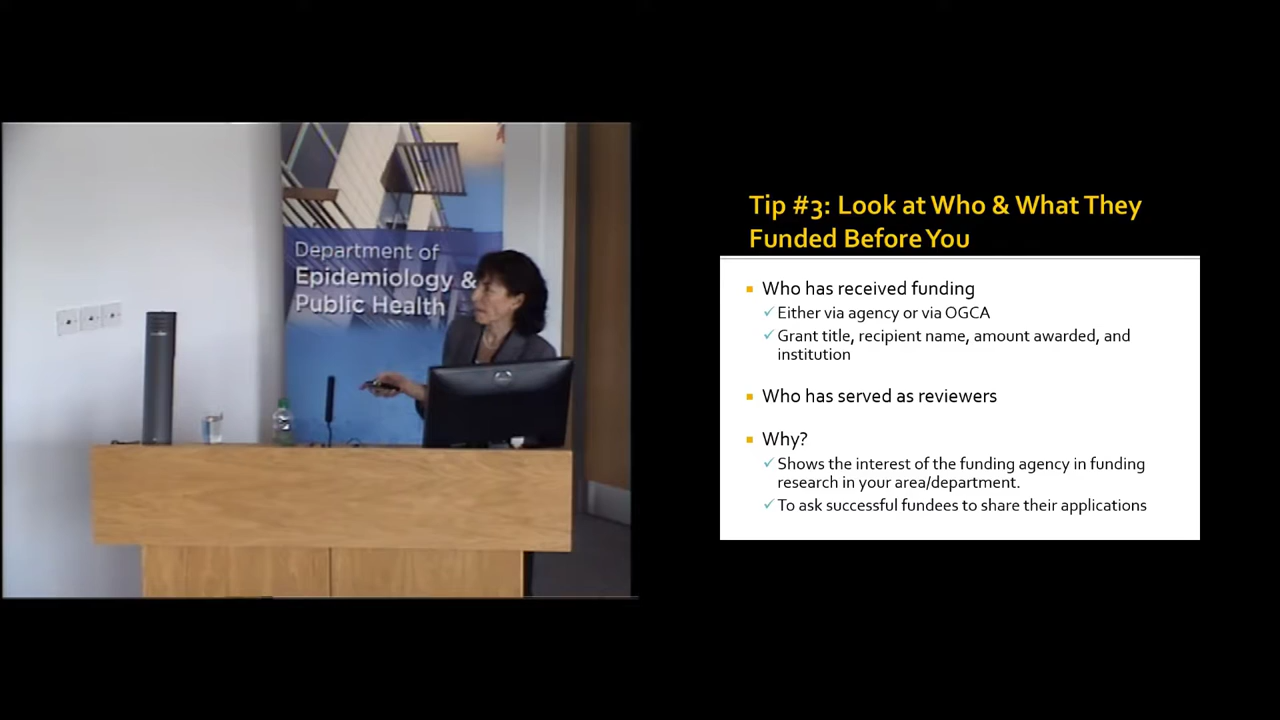 Department of
Epidemiology &
Public Health
Tip #3: Look at Who & What They
Funded Before You
Who has received funding
Either via agency or via OGCA
Grant title, recipient name, amount awarded, and
institution
Who has served as reviewers
Why?
Shows the interest of the funding agency in funding
research in your area/department.
To ask successful fundees to share their applications